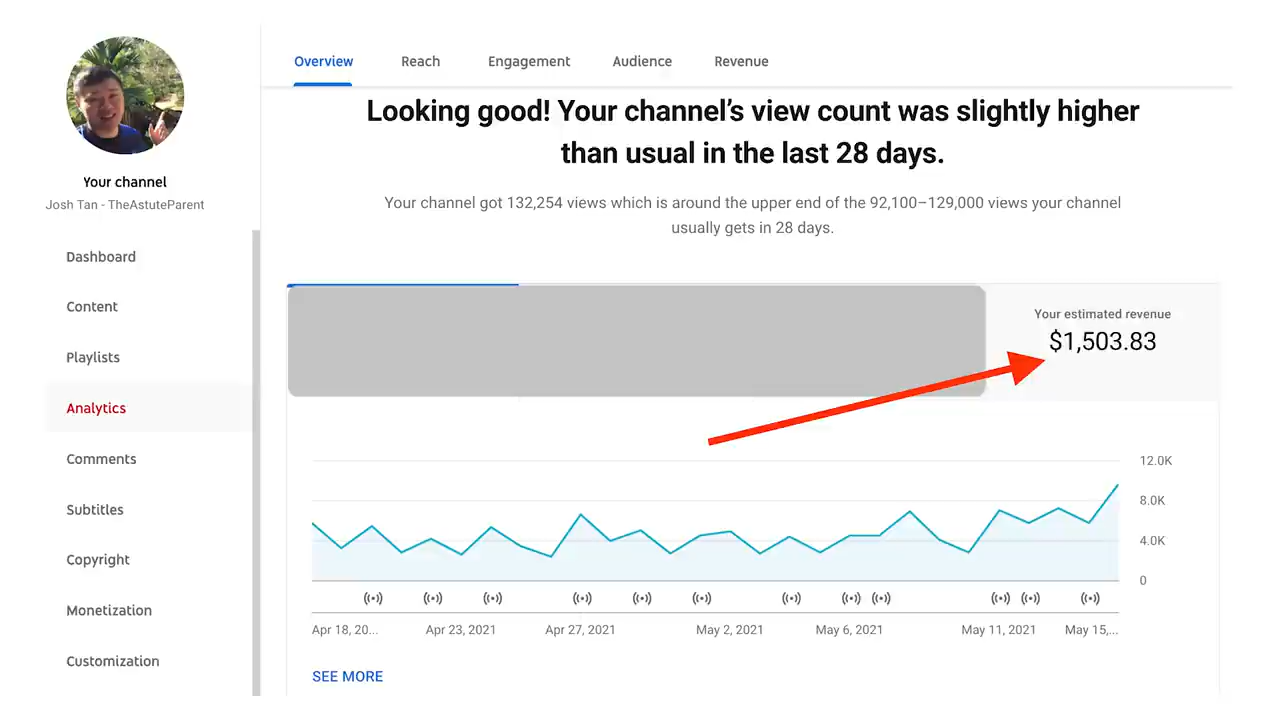 Your channel
Josh Tan - TheAstuteParent
Dashboard
Content
Playlists
Analytics
Comments
Subtitles
Copyright
Monetization
Customization
Overview
Reach
Engagement
Audience
Revenue
Looking good! Your channel's view count was slightly higher
than usual in the last 28 days.
Your channel got 132,254 views which is around the upper end of the 92,100–129,000 views your channel
usually gets in 28 days.
Your estimated revenue
$1,503.83
12.0K
8.0K
4.0K
0
Apr 18, 20...
Apr 23, 2021
Apr 27, 2021
May 2, 2021
May 6, 2021
May 11, 2021
May 15,...
SEE MORE